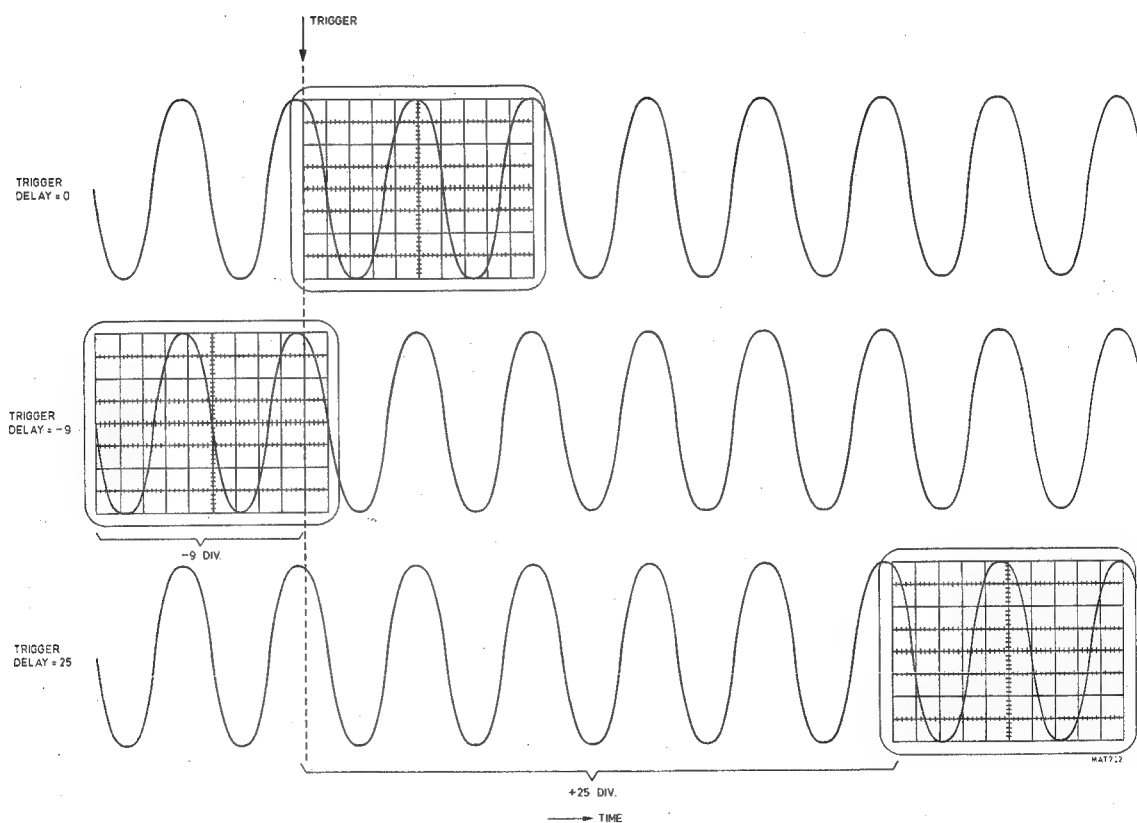 TRIGGER
TRIGGER
DELAY = 0
TRIGGER
DELAY = -9
-9 DIV.
TRIGGER
DELAY = 25
MAT712
+25 DIV.
TIME